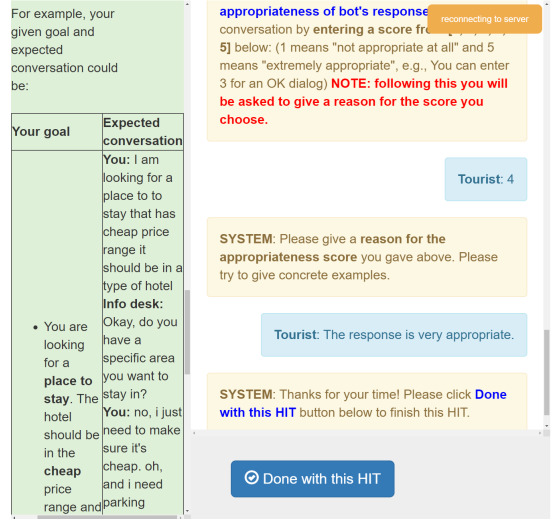 For example, your
given goal and
expected
conversation could
be:
Your goal
Expected
conversation
• You are
looking
for a
place to
stay. The
hotel
should be
in the
cheap
price
range and
You: I am
looking for a
place to to
stay that has
cheap price
range it
should be in a
type of hotel
Info desk:
Okay, do you
have a
specific area
you want to
stay in?
You: no, i just
need to make
sure it's
cheap. oh,
and i need
parking
reconnecting to server
appropriateness of bot's response
conversation by entering a score
5] below: (1 means "not appropriate at all" and 5
means "extremely appropriate", e.g., You can enter
3 for an OK dialog) NOTE: following this you will
be asked to give a reason for the score you
choose.
Tourist: 4
SYSTEM: Please give a reason for the
appropriateness score you gave above. Please
try to give concrete examples.
Tourist: The response is very appropriate.
SYSTEM: Thanks for your time! Please click Done
with this HIT button below to finish this HIT.
Done with this HIT